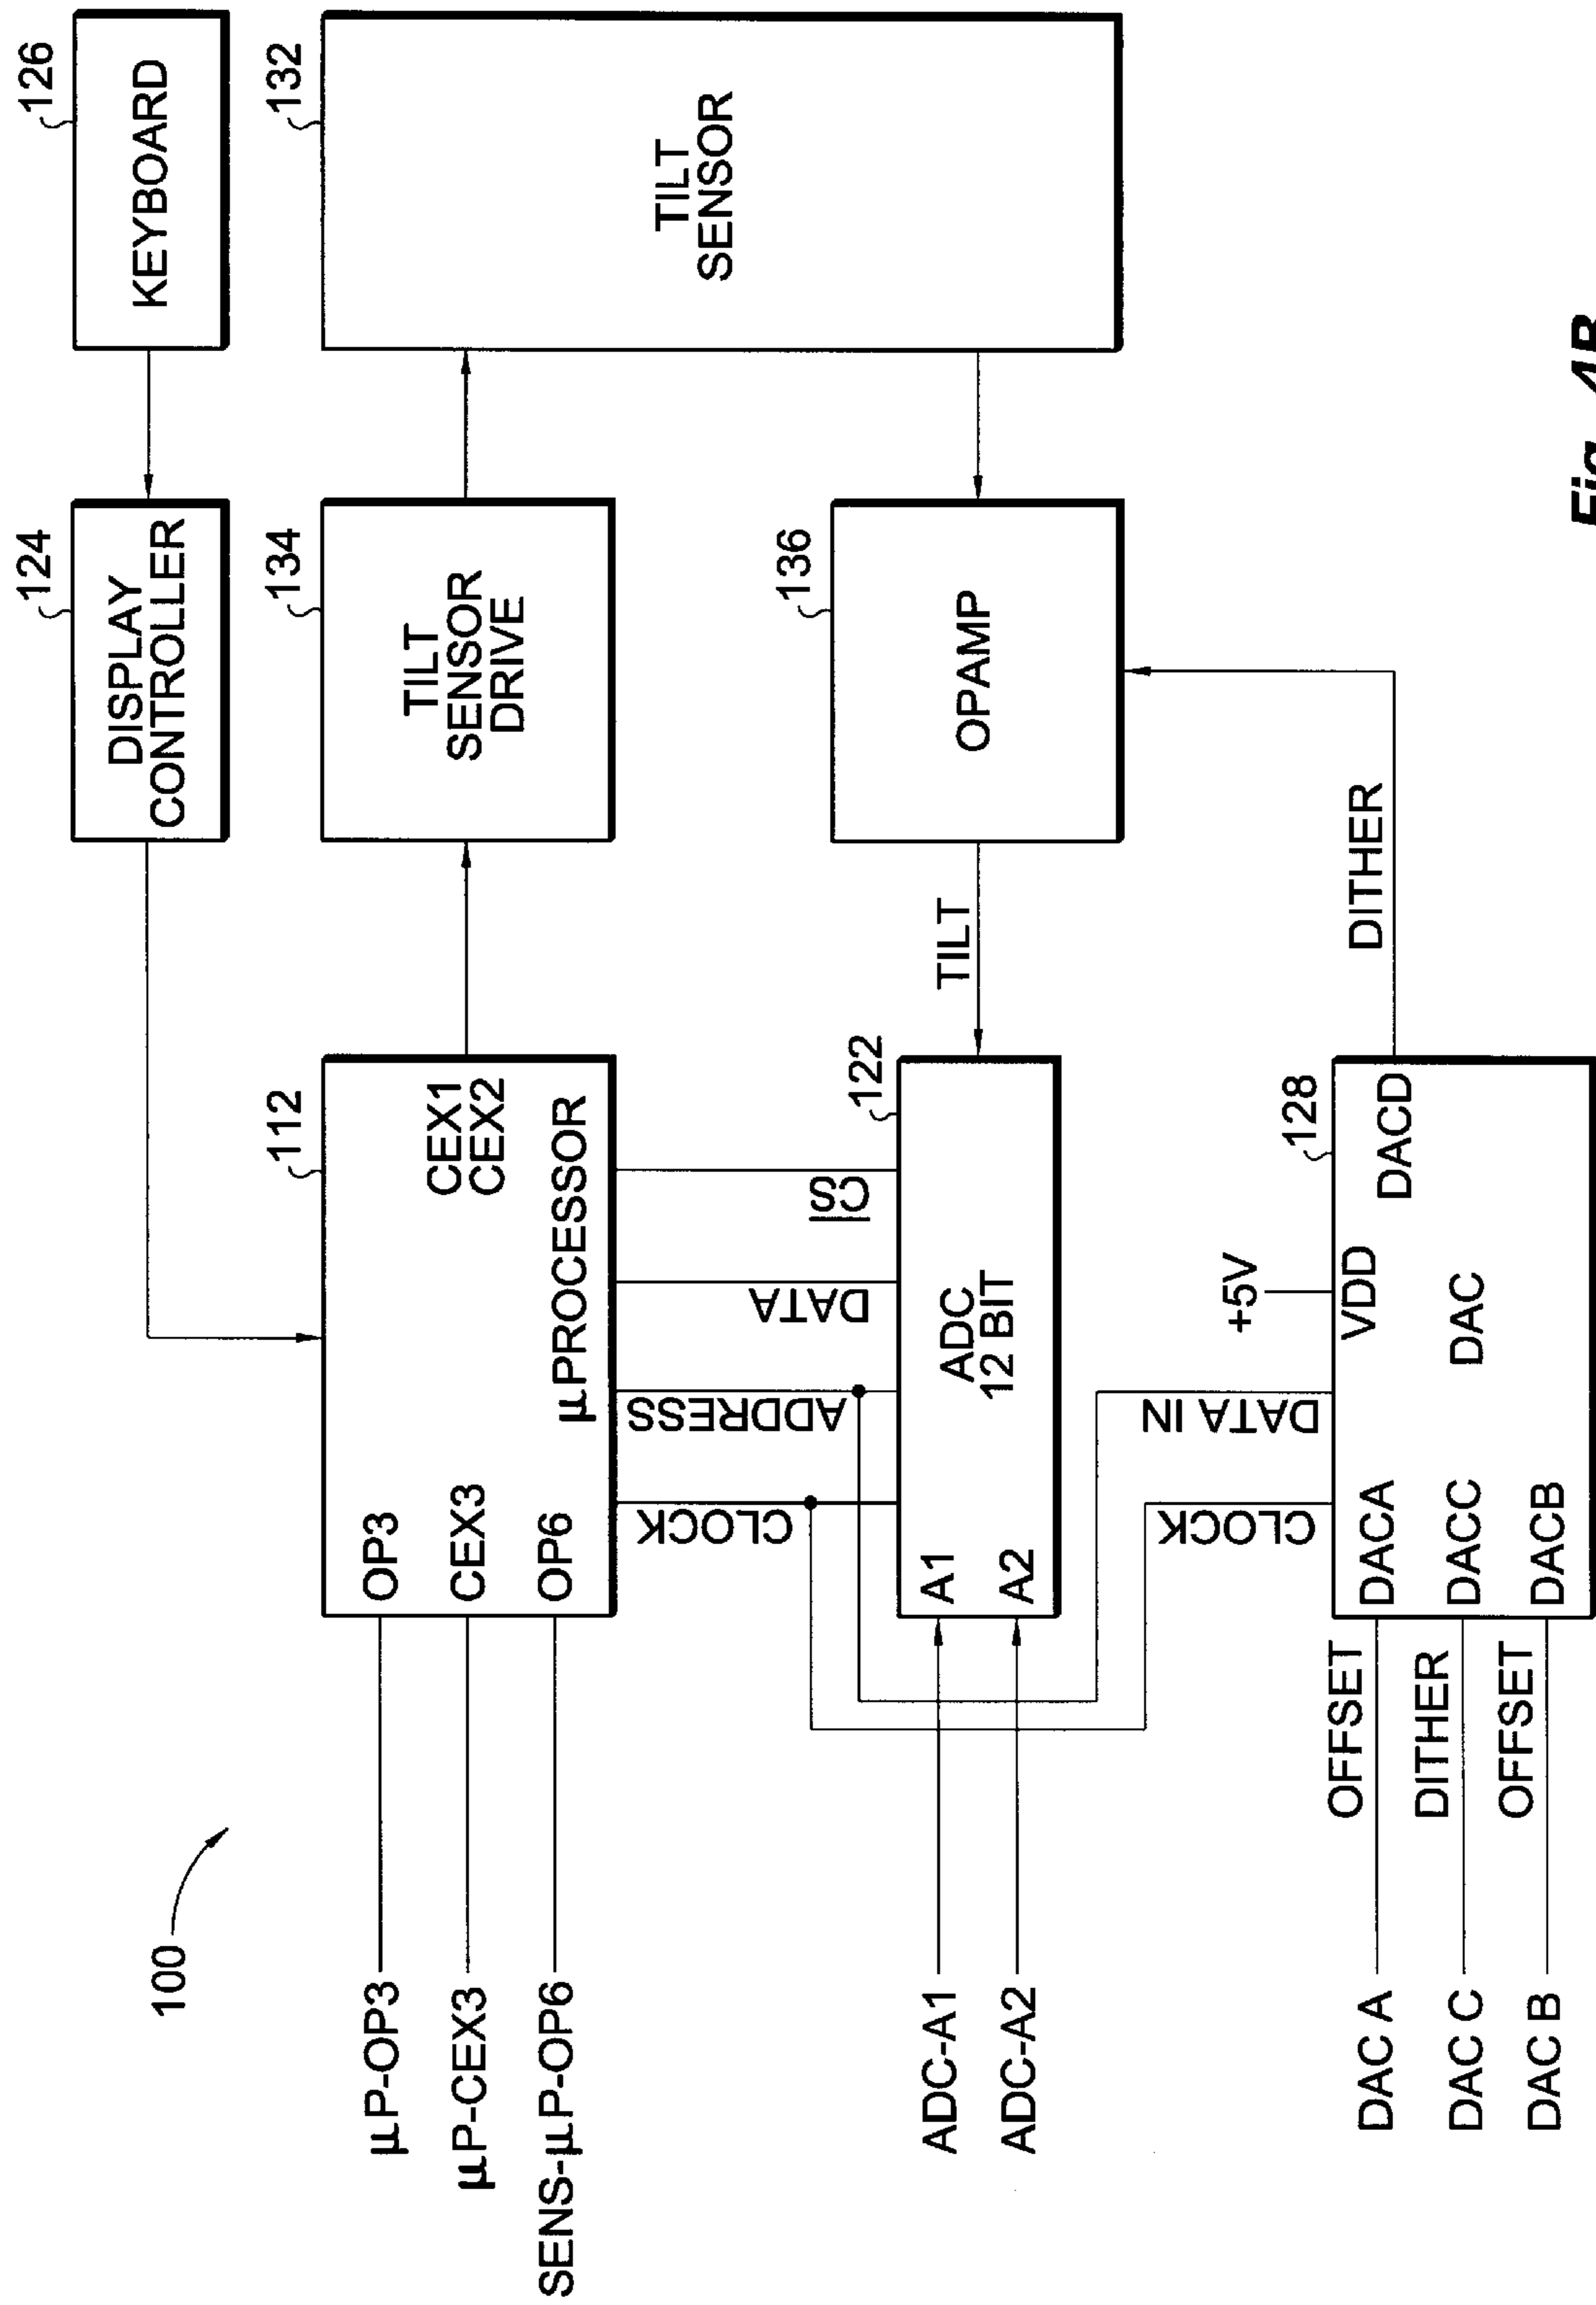 100
126
KEYBOARD
124
DISPLAY
CONTROLLER
132
TILT
SENSOR
134
TILT
SENSOR
DRIVE
112
μP-OP3
OP3
CEX1
CEX2
μP-CEX3
CEX3
SENS-μP-OP6
OP6
μPROCESSOR
CLOCK
ADDRESS
DATA
CS
136
OPAMP
TILT
122
ADC-A1
A1
ADC
12 BIT
ADC-A2
A2
DITHER
CLOCK
DATA IN
+5V
128
DAC A
OFFSET
DACA
VDD
DACD
DAC C
DITHER
DACC
DAC
DAC B
OFFSET
DACB
Fig. 4B